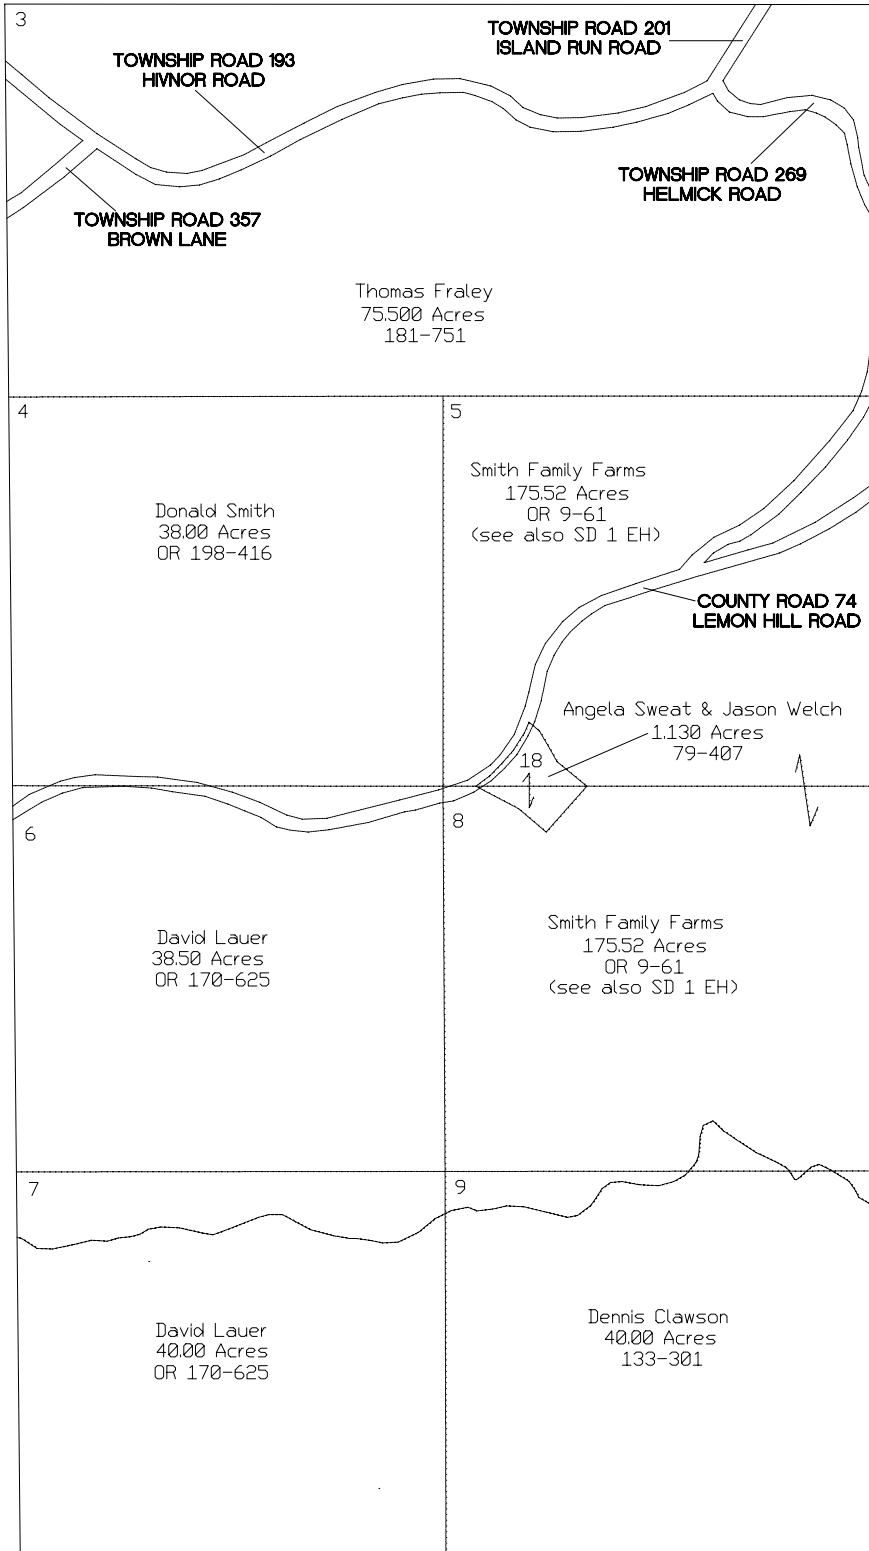 3
TOWNSHIP ROAD 201
ISLAND RUN ROAD
TOWNSHIP ROAD 193
HIVNOR ROAD
TOWNSHIP ROAD 269
HELMICK ROAD
TOWNSHIP ROAD 357
BROWN LANE
Thomas Fraley
75.500 Acres
181-751
4
5
Smith Family Farms
175.52 Acres
OR 9-61
(see also SD 1 EH)
Donald Smith
38.00 Acres
OR 198-416
COUNTY ROAD 74
LEMON HILL ROAD
Angela Sweat & Jason Welch
1.130 Acres
79-407
18
6
8
David Lauer
38.50 Acres
OR 170-625
Smith Family Farms
175.52 Acres
OR 9-61
(see also SD 1 EH)
7
9
David Lauer
40.00 Acres
OR 170-625
Dennis Clawson
40.00 Acres
133-301